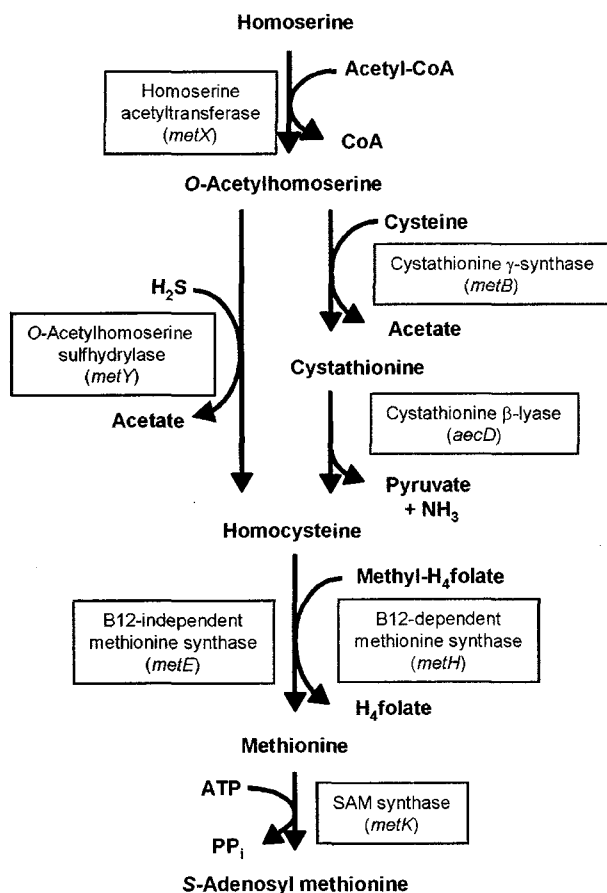 Homoserine
Acetyl-CoA
Homoserine
acetyltransferase
(metX)
CoA
O-Acetylhomoserine
Cysteine
Cystathionine γ-synthase
(metB)
H₂S
Acetate
O-Acetylhomoserine
sulfhydrylase
(metY)
Cystathionine
Acetate
Cystathionine β-lyase
(aecD)
Pyruvate
+ NH₃
Homocysteine
Methyl-H₄folate
B12-independent
methionine synthase
(metE)
B12-dependent
methionine synthase
(metH)
H₄folate
Methionine
ATP
SAM synthase
(metK)
PPᵢ
S-Adenosyl methionine